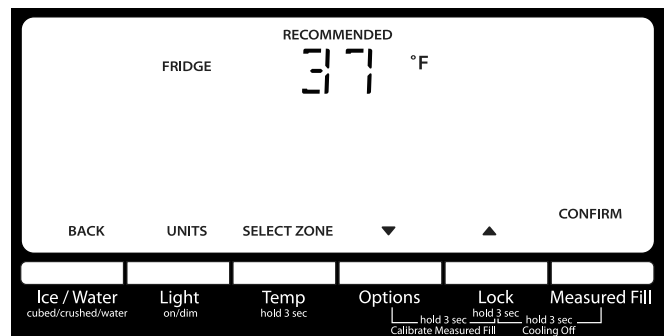 RECOMMENDED
FRIDGE 37 °F
CONFIRM
BACK UNITS SELECT ZONE ▼ ▲
Ice / Water Light Temp Options Lock Measured Fill
cubed/crushed/water on/dim hold 3 sec hold 3 sec
hold 3 sec hold 3 sec
Calibrate Measured Fill Cooling Off